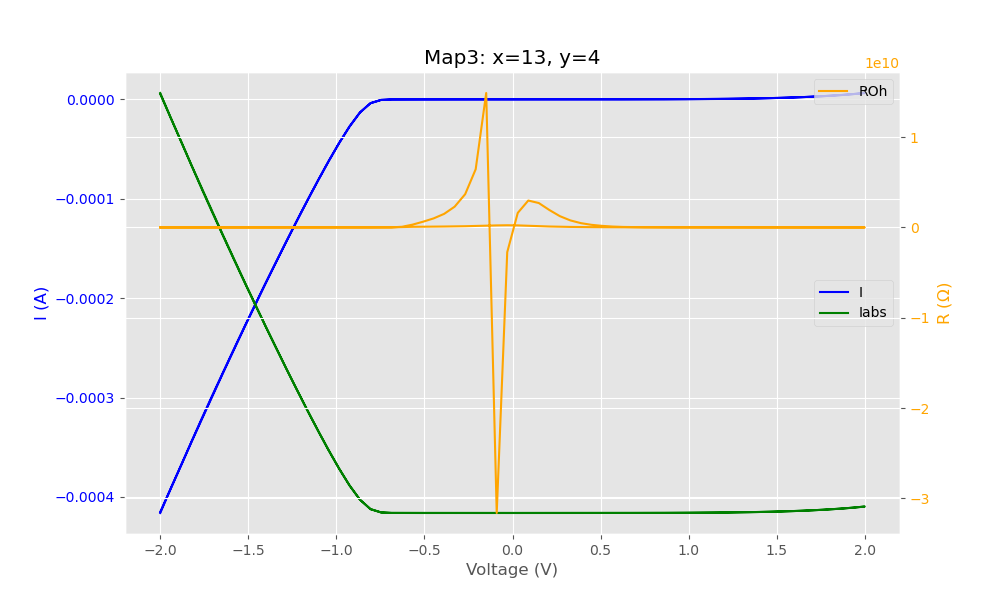 Map3: x=13, y=4
1e10
ROh
I
Iabs
0.0000
−0.0001
−0.0002
−0.0003
−0.0004
I (A)
1
0
−1
−2
−3
R (Ω)
−2.0 −1.5 −1.0 −0.5 0.0 0.5 1.0 1.5 2.0
Voltage (V)